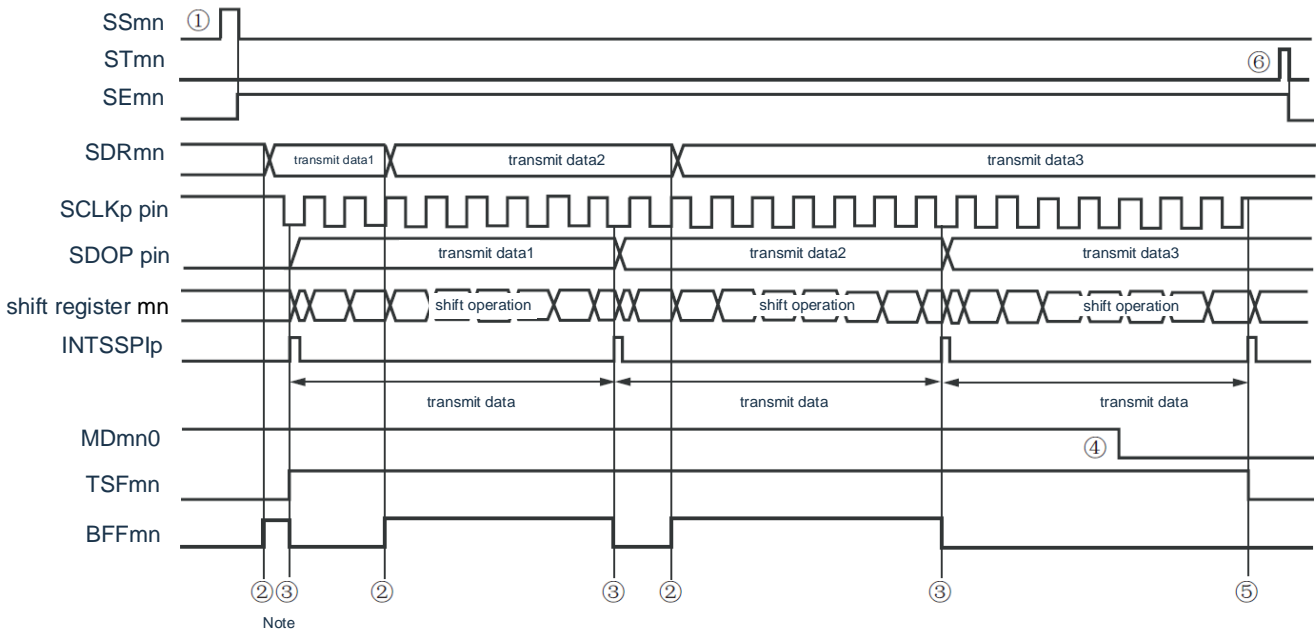 SSmn ①
STmn ⑥
SEmn
SDRmn transmit data1 transmit data2 transmit data3
SCLKp pin
SDOP pin transmit data1 transmit data2 transmit data3
shift register mn shift operation shift operation shift operation
INTSSPIp
transmit data transmit data transmit data
MDmn0 ④
TSFmn
BFFmn
② ③ ② ③ ② ③ ⑤
Note